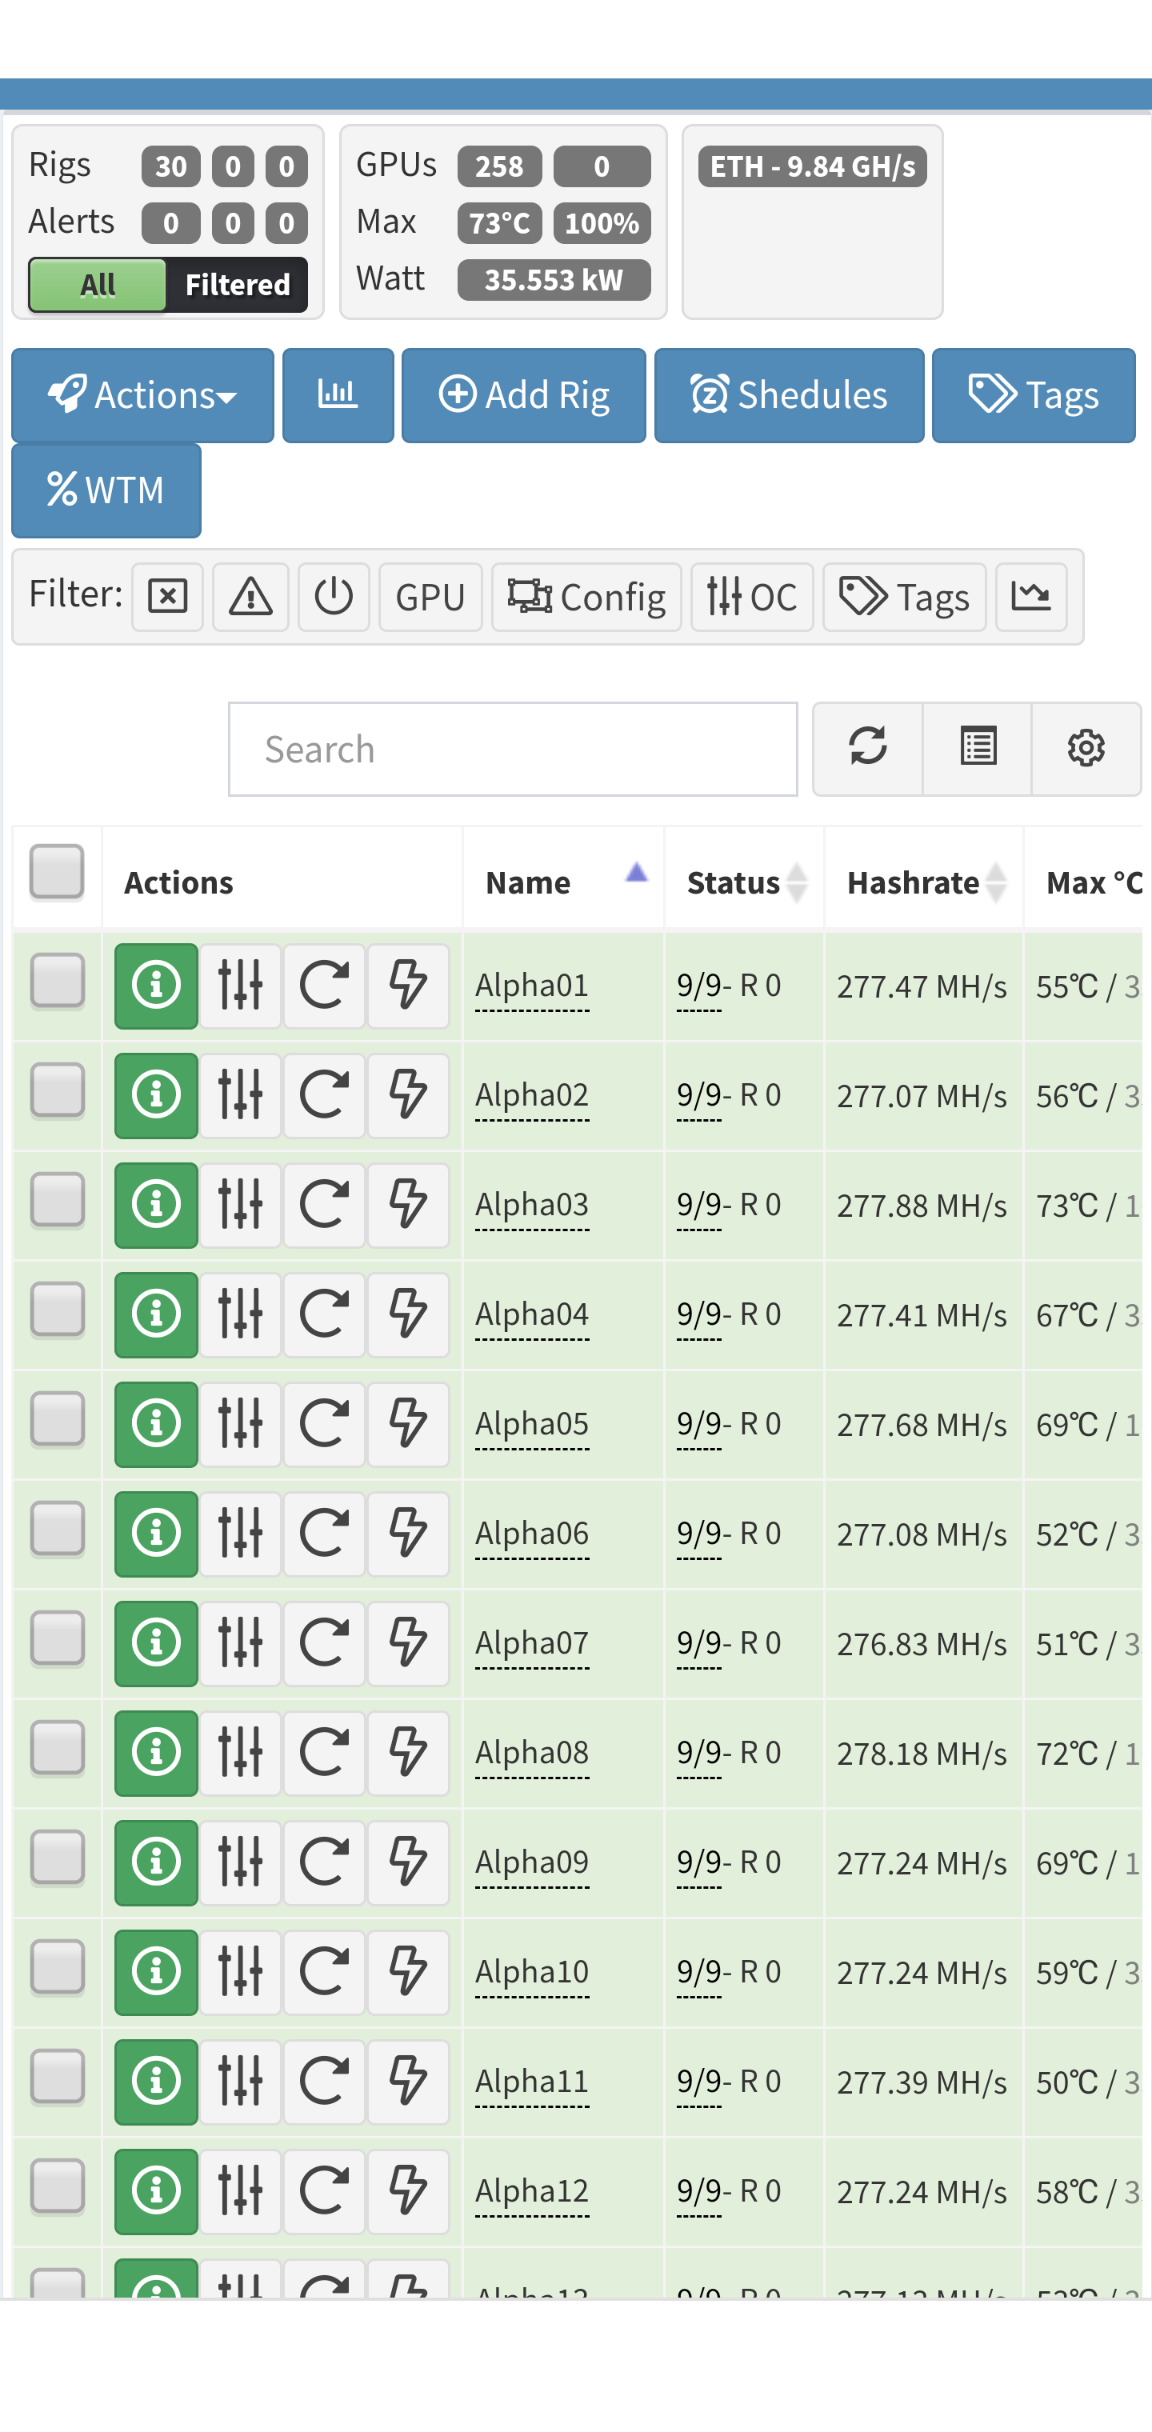 Rigs 30 0 0
Alerts 0 0 0
All Filtered
GPUs 258 0
Max 73°C 100%
Watt 35.553 kW
ETH - 9.84 GH/s
Actions Add Rig Shedules Tags
% WTM
Filter: GPU Config OC Tags
Search
Actions Name Status Hashrate Max °C
Alpha01 9/9- R 0 277.47 MH/s 55°C / 3
Alpha02 9/9- R 0 277.07 MH/s 56°C / 3
Alpha03 9/9- R 0 277.88 MH/s 73°C / 1
Alpha04 9/9- R 0 277.41 MH/s 67°C / 3
Alpha05 9/9- R 0 277.68 MH/s 69°C / 1
Alpha06 9/9- R 0 277.08 MH/s 52°C / 3
Alpha07 9/9- R 0 276.83 MH/s 51°C / 3
Alpha08 9/9- R 0 278.18 MH/s 72°C / 1
Alpha09 9/9- R 0 277.24 MH/s 69°C / 1
Alpha10 9/9- R 0 277.24 MH/s 59°C / 3
Alpha11 9/9- R 0 277.39 MH/s 50°C / 3
Alpha12 9/9- R 0 277.24 MH/s 58°C / 3